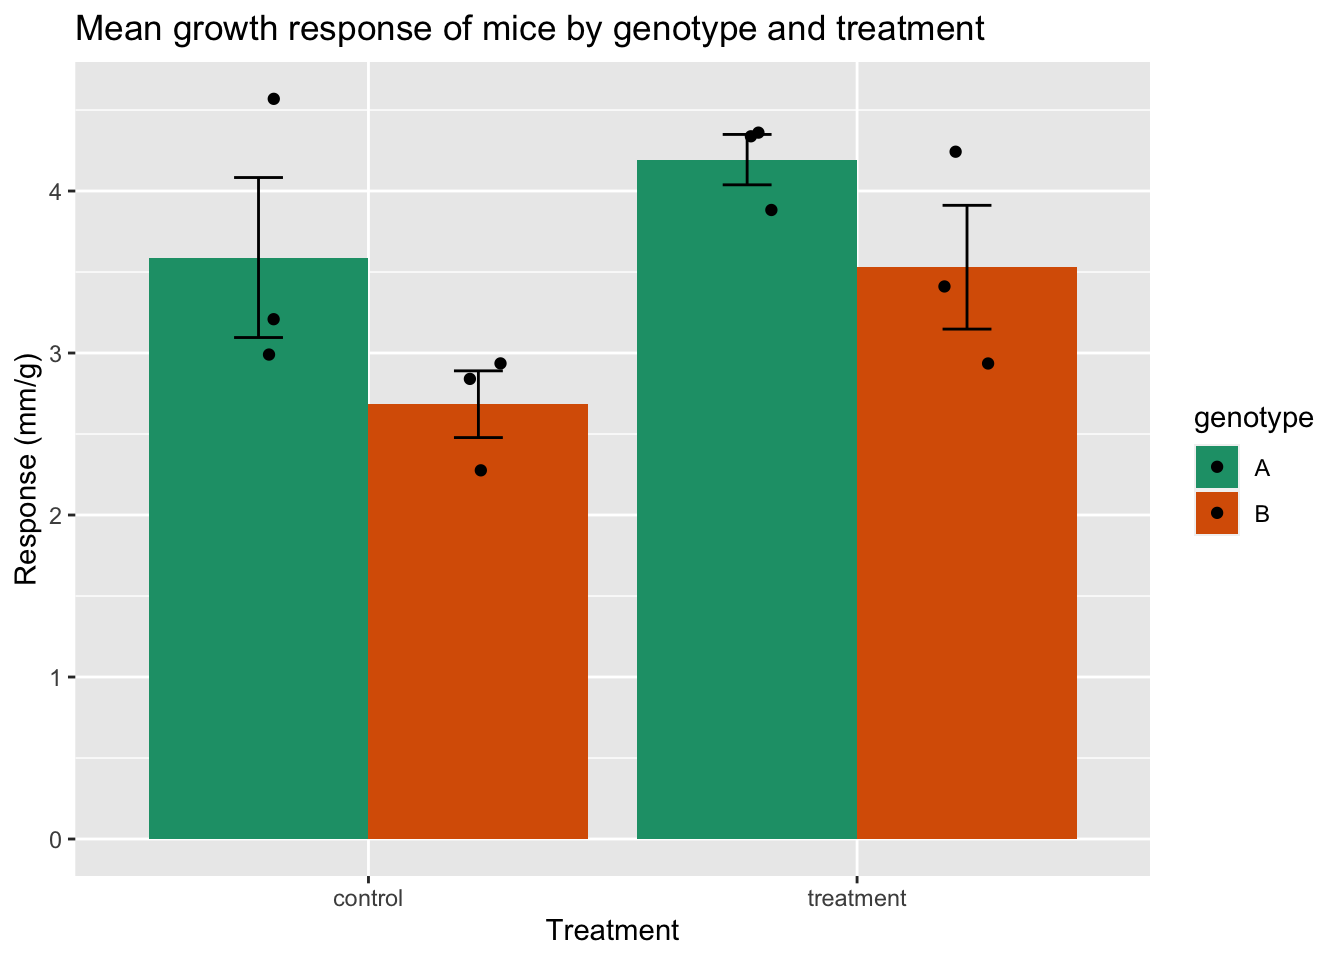 Mean growth response of mice by genotype and treatment
Response (mm/g)
4
3
2
1
0
control
treatment
Treatment
genotype
A
B